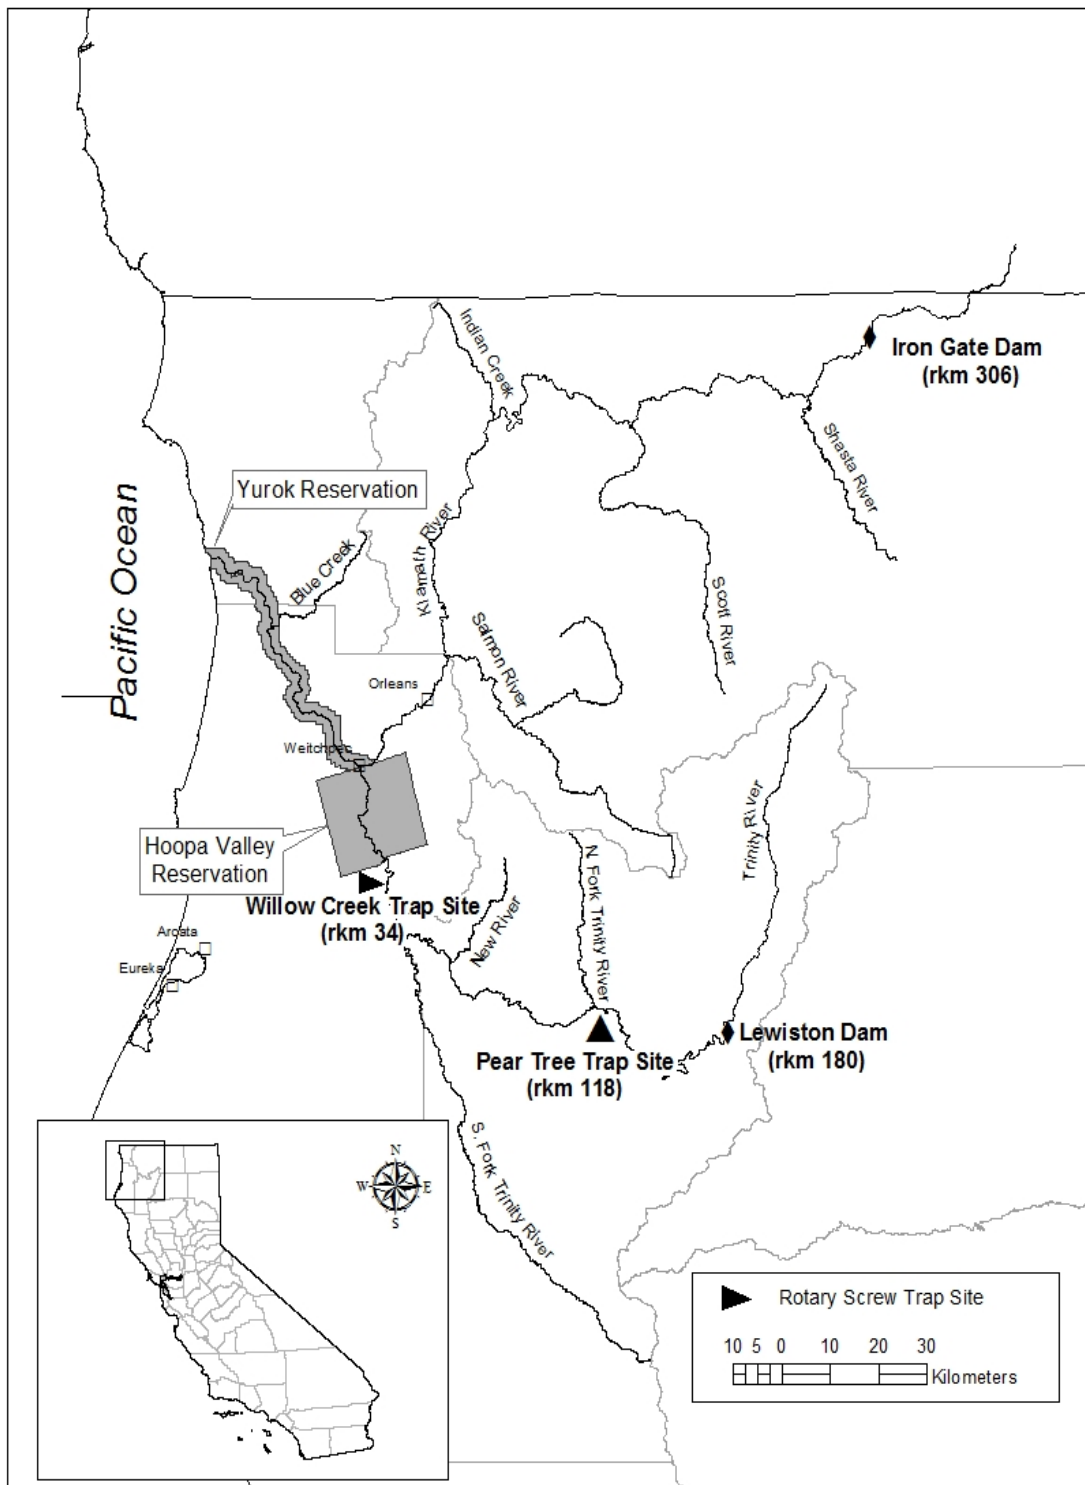 Indian Creek
Iron Gate Dam
(rkm 306)
Shasta River
Yurok Reservation
Pacific Ocean
Blue Creek
Klamath River
Scott River
Salmon River
Orleans
Weitchpec
Trinity River
Hoopa Valley
Reservation
N. Fork Trinity River
Willow Creek Trap Site
(rkm 34)
New River
Arcata
Eureka
Lewiston Dam
(rkm 180)
Pear Tree Trap Site
(rkm 118)
S. Fork Trinity River
N
W
E
S
Rotary Screw Trap Site
10 5 0 10 20 30
Kilometers